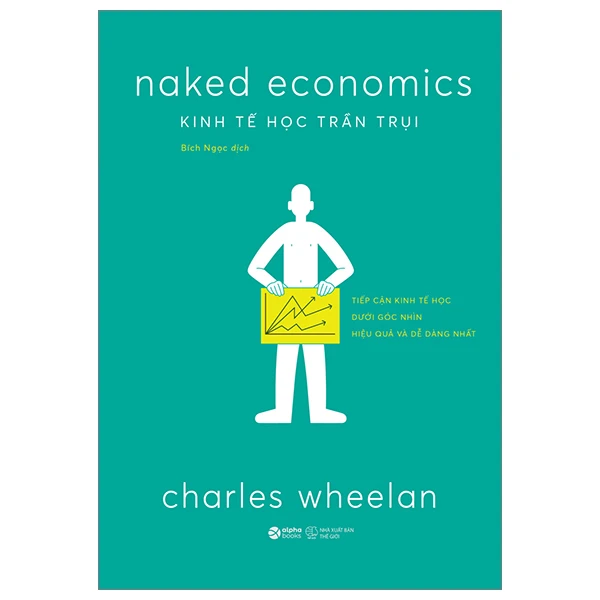 naked economics
KINH TẾ HỌC TRẦN TRỤI
Bích Ngọc dịch
TIẾP CẬN KINH TẾ HỌC
DƯỚI GÓC NHÌN
HIỆU QUẢ VÀ DỄ DÀNG NHẤT
charles wheelan
alpha
books
NHÀ XUẤT BẢN
THẾ GIỚI